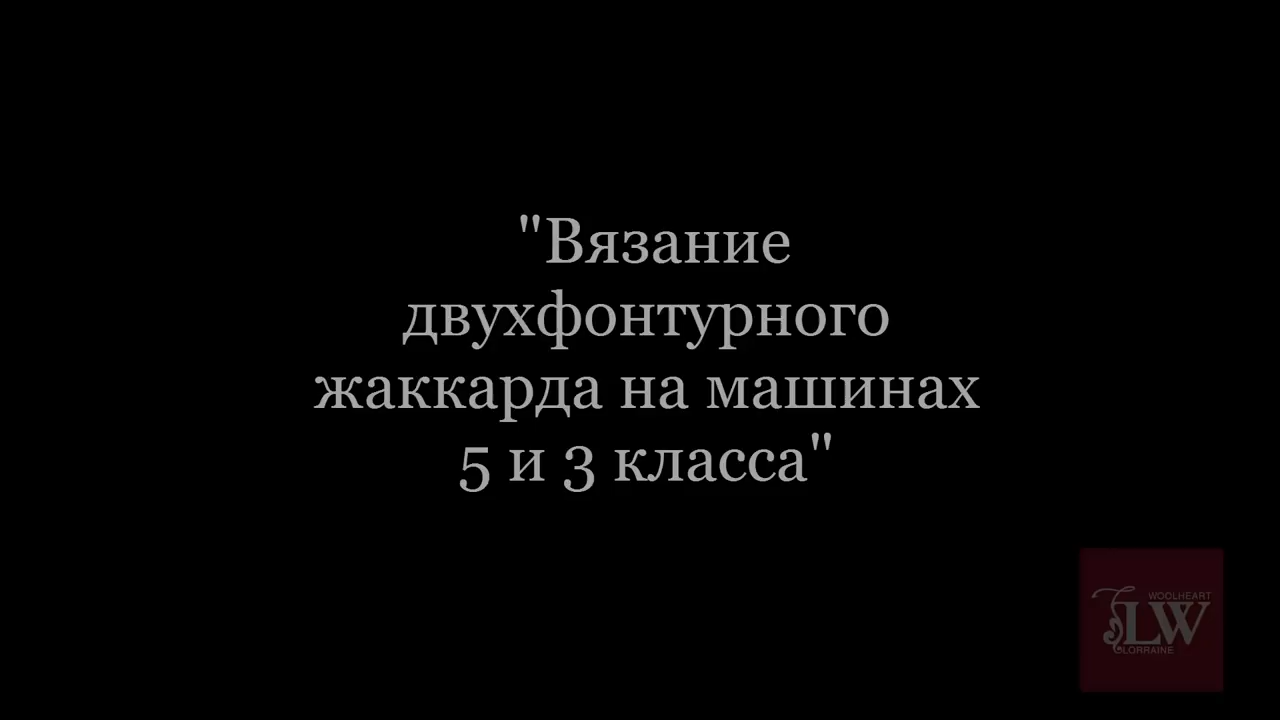 "Вязание
двухфонтурного
жаккарда на машинах
5 и 3 класса"
WOOLHEART
LW
LORRAINE